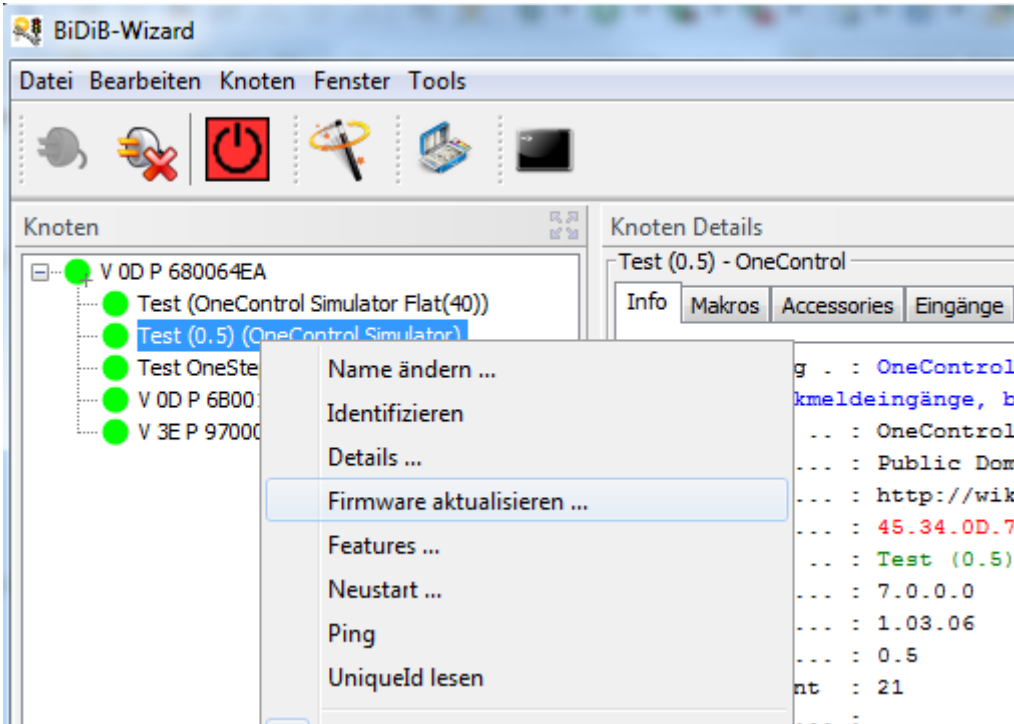 BiDiB-Wizard
Datei Bearbeiten Knoten Fenster Tools
Knoten
V 0D P 680064EA
Test (OneControl Simulator Flat(40))
Test (0.5) (OneControl Simulator)
Test OneSte
V 0D P 6B00
V 3E P 9700
Name ändern ...
Identifizieren
Details ...
Firmware aktualisieren ...
Features ...
Neustart ...
Ping
UniqueId lesen
Knoten Details
Test (0.5) - OneControl
Info Makros Accessories Eingänge
g . : OneControl
kmeldeingänge, b
.. : OneControl
... : Public Dom
... : http://wik
... : 45.34.0D.7
.. : Test (0.5)
... : 7.0.0.0
... : 1.03.06
... : 0.5
nt : 21